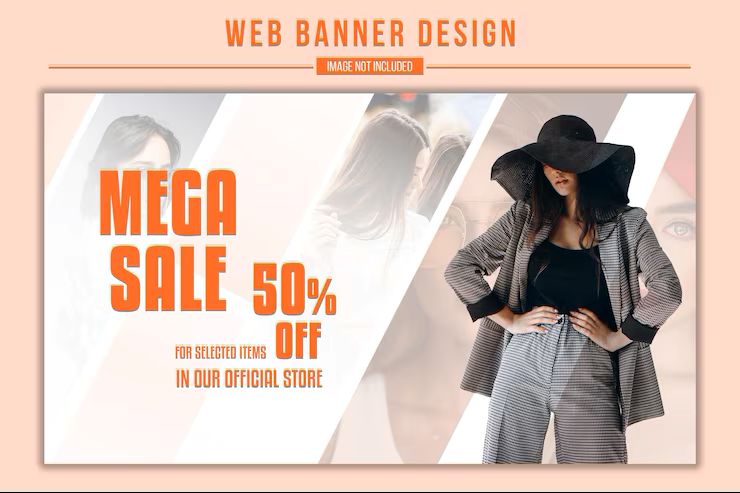 WEB BANNER DESIGN
IMAGE NOT INCLUDED
MEGA
SALE
50%
OFF
FOR SELECTED ITEMS
IN OUR OFFICIAL STORE